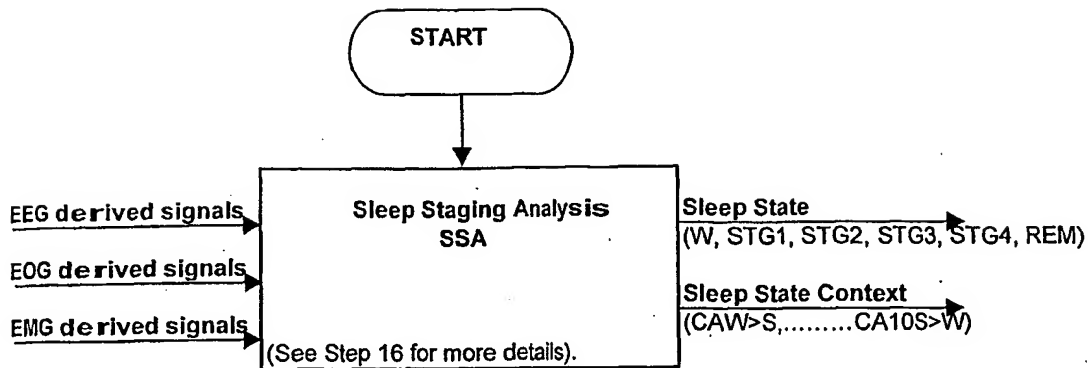 START
Sleep Staging Analysis
SSA
EEG derived signals
EOG derived signals
EMG derived signals
(See Step 16 for more details).
Sleep State
(W, STG1, STG2, STG3, STG4, REM)
Sleep State Context
(CAW>S,.........CA10S>W)